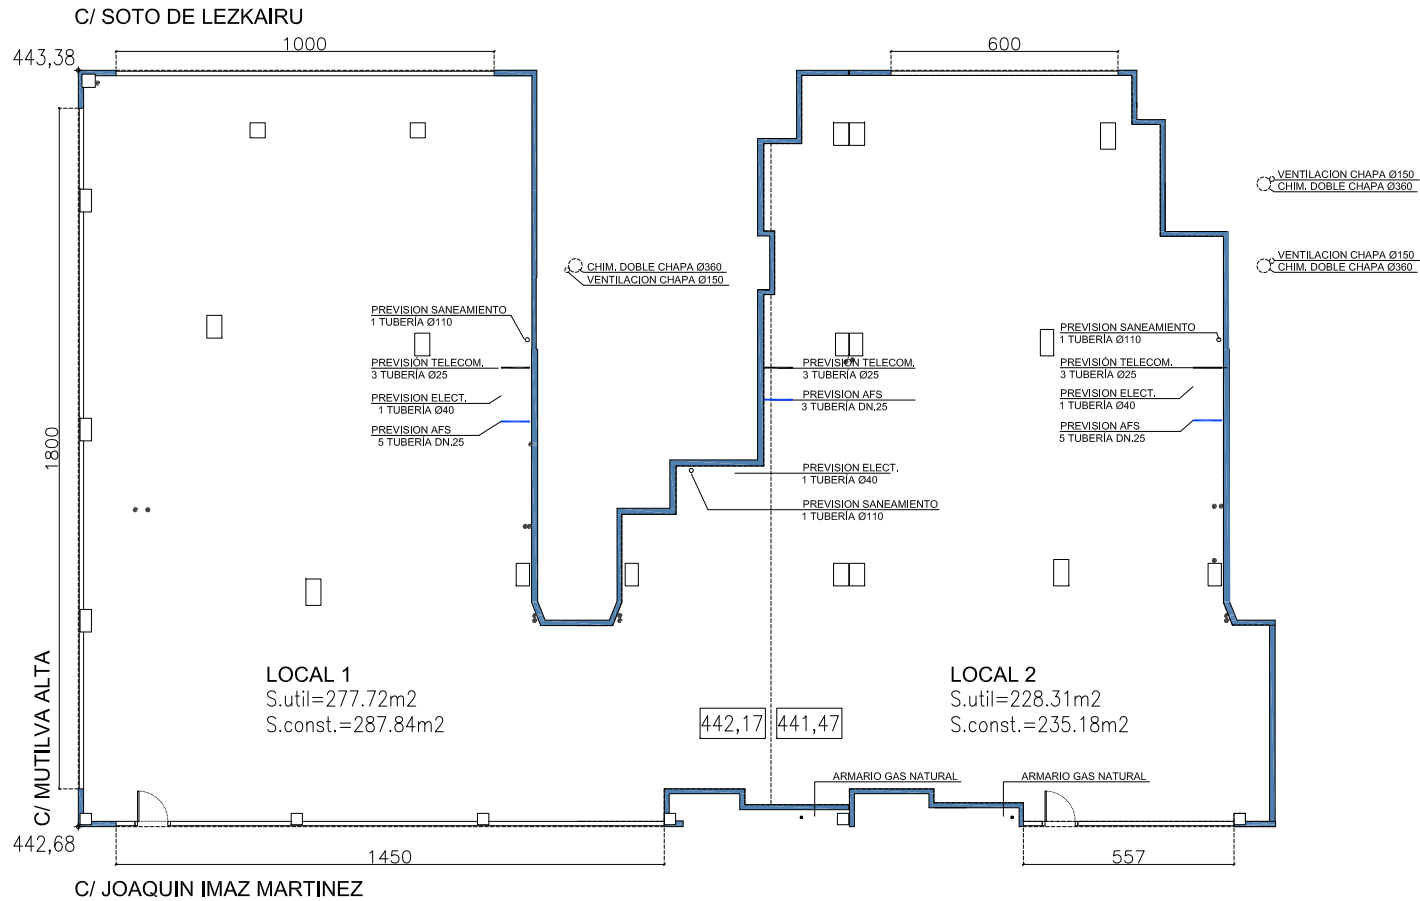 C/ SOTO DE LEZKAIRU
1000
600
443,38
VENTILACION CHAPA Ø150
CHIM. DOBLE CHAPA Ø360
VENTILACION CHAPA Ø150
CHIM. DOBLE CHAPA Ø360
CHIM. DOBLE CHAPA Ø360
VENTILACION CHAPA Ø150
PREVISION SANEAMIENTO
1 TUBERÍA Ø110
PREVISIÓN TELECOM.
3 TUBERÍA Ø25
PREVISION ELECT.
1 TUBERÍA Ø40
PREVISION AFS
5 TUBERÍA DN.25
PREVISIÓN TELECOM.
3 TUBERÍA Ø25
PREVISION AFS
3 TUBERÍA DN.25
PREVISION ELECT.
1 TUBERÍA Ø40
PREVISION SANEAMIENTO
1 TUBERÍA Ø110
PREVISION SANEAMIENTO
1 TUBERÍA Ø110
PREVISIÓN TELECOM.
3 TUBERÍA Ø25
PREVISION ELECT.
1 TUBERÍA Ø40
PREVISION AFS
5 TUBERÍA DN.25
1800
C/ MUTILVA ALTA
LOCAL 1
S.util=277.72m2
S.const.=287.84m2
442,17
441,47
LOCAL 2
S.util=228.31m2
S.const.=235.18m2
ARMARIO GAS NATURAL
ARMARIO GAS NATURAL
442,68
1450
557
C/ JOAQUIN IMAZ MARTINEZ